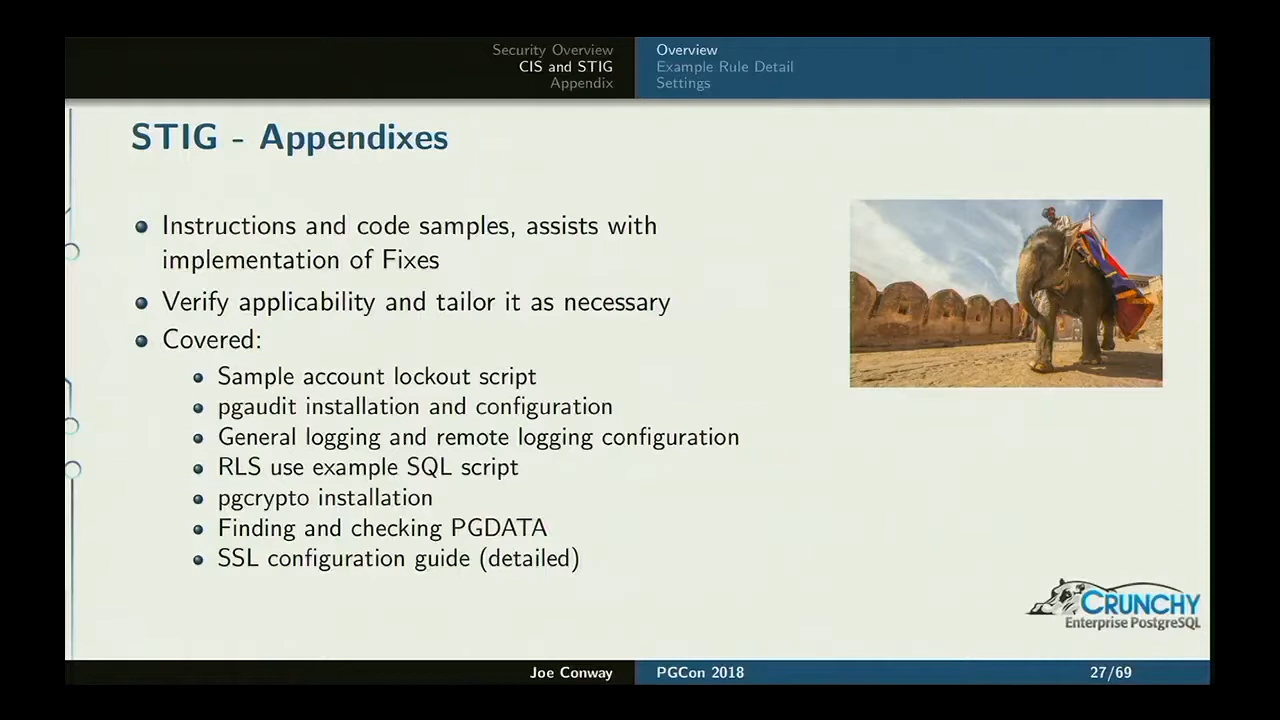 Security Overview
CIS and STIG
Appendix
Overview
Example Rule Detail
Settings
STIG - Appendixes
Instructions and code samples, assists with
implementation of Fixes
Verify applicability and tailor it as necessary
Covered:
Sample account lockout script
pgaudit installation and configuration
General logging and remote logging configuration
RLS use example SQL script
pgcrypto installation
Finding and checking PGDATA
SSL configuration guide (detailed)
CRUNCHY
Enterprise PostgreSQL
Joe Conway
PGCon 2018
27/69